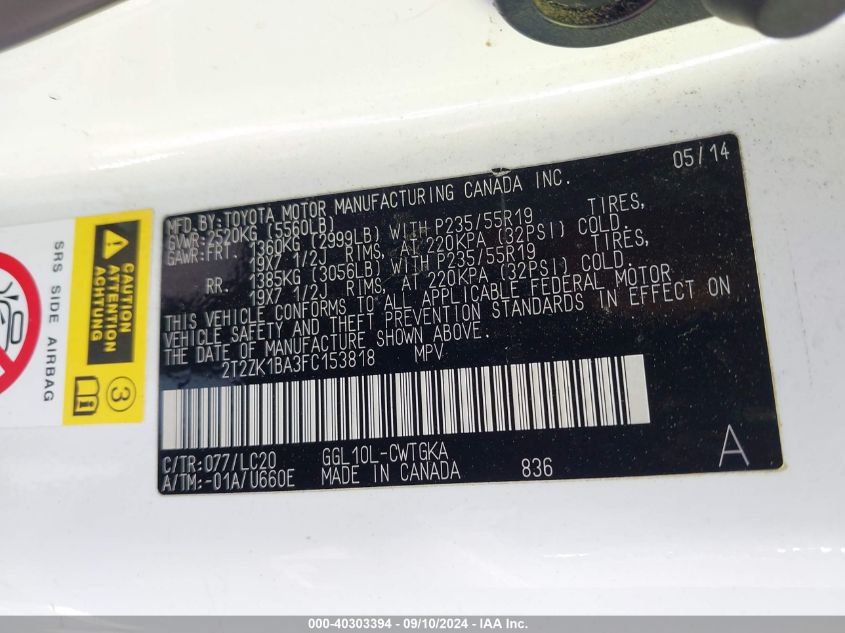 05/14
MFD.BY:TOYOTA MOTOR MANUFACTURING CANADA INC.
GVWR:2520KG (5560LB)
GAWR:FRT. 1360KG (2999LB) WITH P235/55R19 TIRES,
19X7 1/2J RIMS, AT 220KPA (32PSI) COLD.
RR. 1385KG (3056LB) WITH P235/55R19 TIRES,
19X7 1/2J RIMS, AT 220KPA (32PSI) COLD.
THIS VEHICLE CONFORMS TO ALL APPLICABLE FEDERAL MOTOR
VEHICLE SAFETY AND THEFT PREVENTION STANDARDS IN EFFECT ON
THE DATE OF MANUFACTURE SHOWN ABOVE.
2T2ZK1BA3FC153818 MPV
C/TR:077/LC20 GGL10L-CWTGKA
A/TM:-01A/U660E MADE IN CANADA 836
A
SRS SIDE AIRBAG
CAUTION
ATTENTION
3
000-40303394 - 09/10/2024 - IAA Inc.